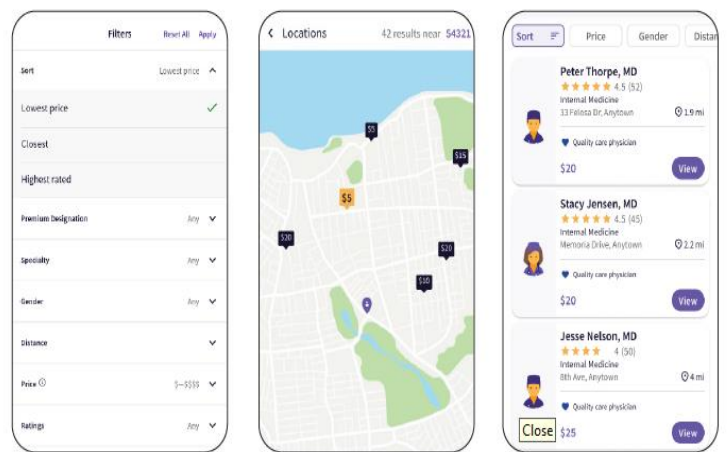 Filters Reset All Apply
Sort Lowest price
Lowest price
Closest
Highest rated
Premium Designation Any
Specialty Any
Gender Any
Distance
Price $-$$$$
Ratings Any
Locations 42 results near 54321
$5
$15
$5
$20
$20
$10
Sort Price Gender Distan
Peter Thorpe, MD
4.5 (52)
Internal Medicine
33 Felosa Dr, Anytown 1.9 mi
Quality care physician
$20 View
Stacy Jensen, MD
4.5 (45)
Internal Medicine
Memoria Drive, Anytown 2.2 mi
Quality care physician
$20 View
Jesse Nelson, MD
4 (50)
Internal Medicine
8th Ave, Anytown 4 mi
Quality care physician
Close $25 View